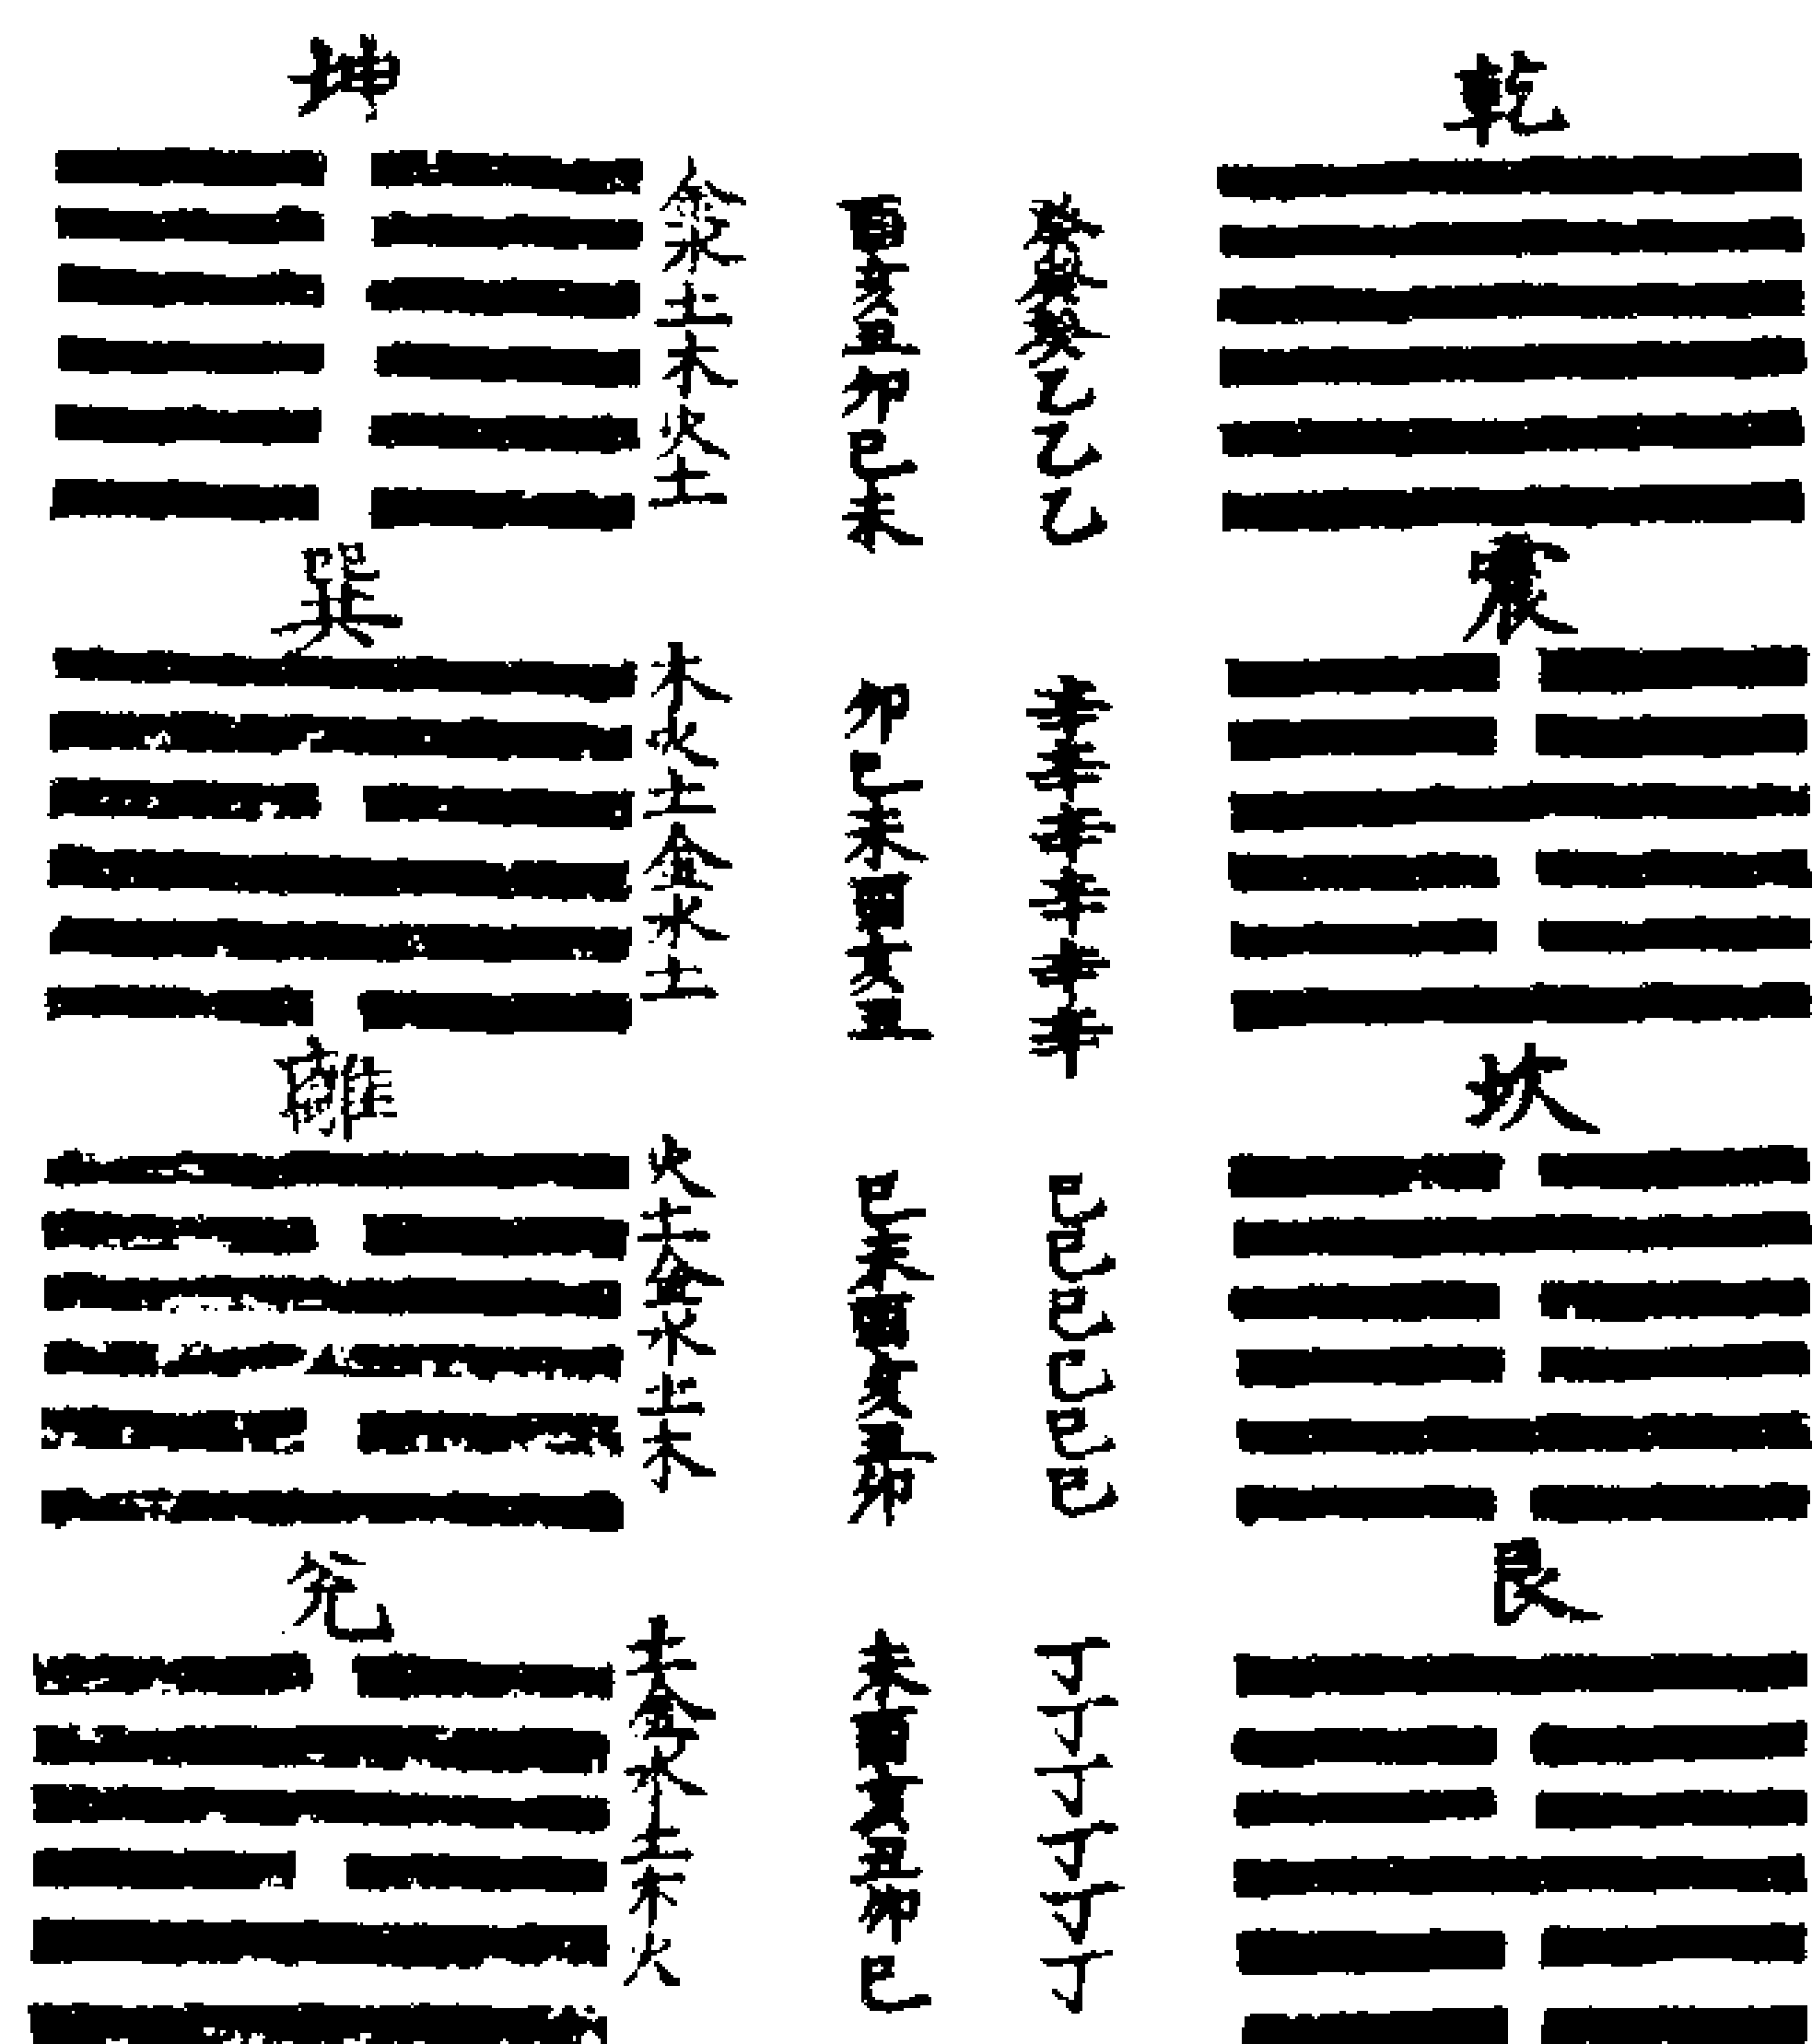 乾
癸癸癸乙乙乙
酉亥丑卯巳未
金水土木火土
坤
震
辛辛辛辛辛辛
卯巳未酉亥丑
木火土金水土
巽
坎
己己己己己己
巳未酉亥丑卯
火土金水土木
離
艮
丁丁丁丁丁丁
未酉亥丑卯巳
土金水土木火
兌